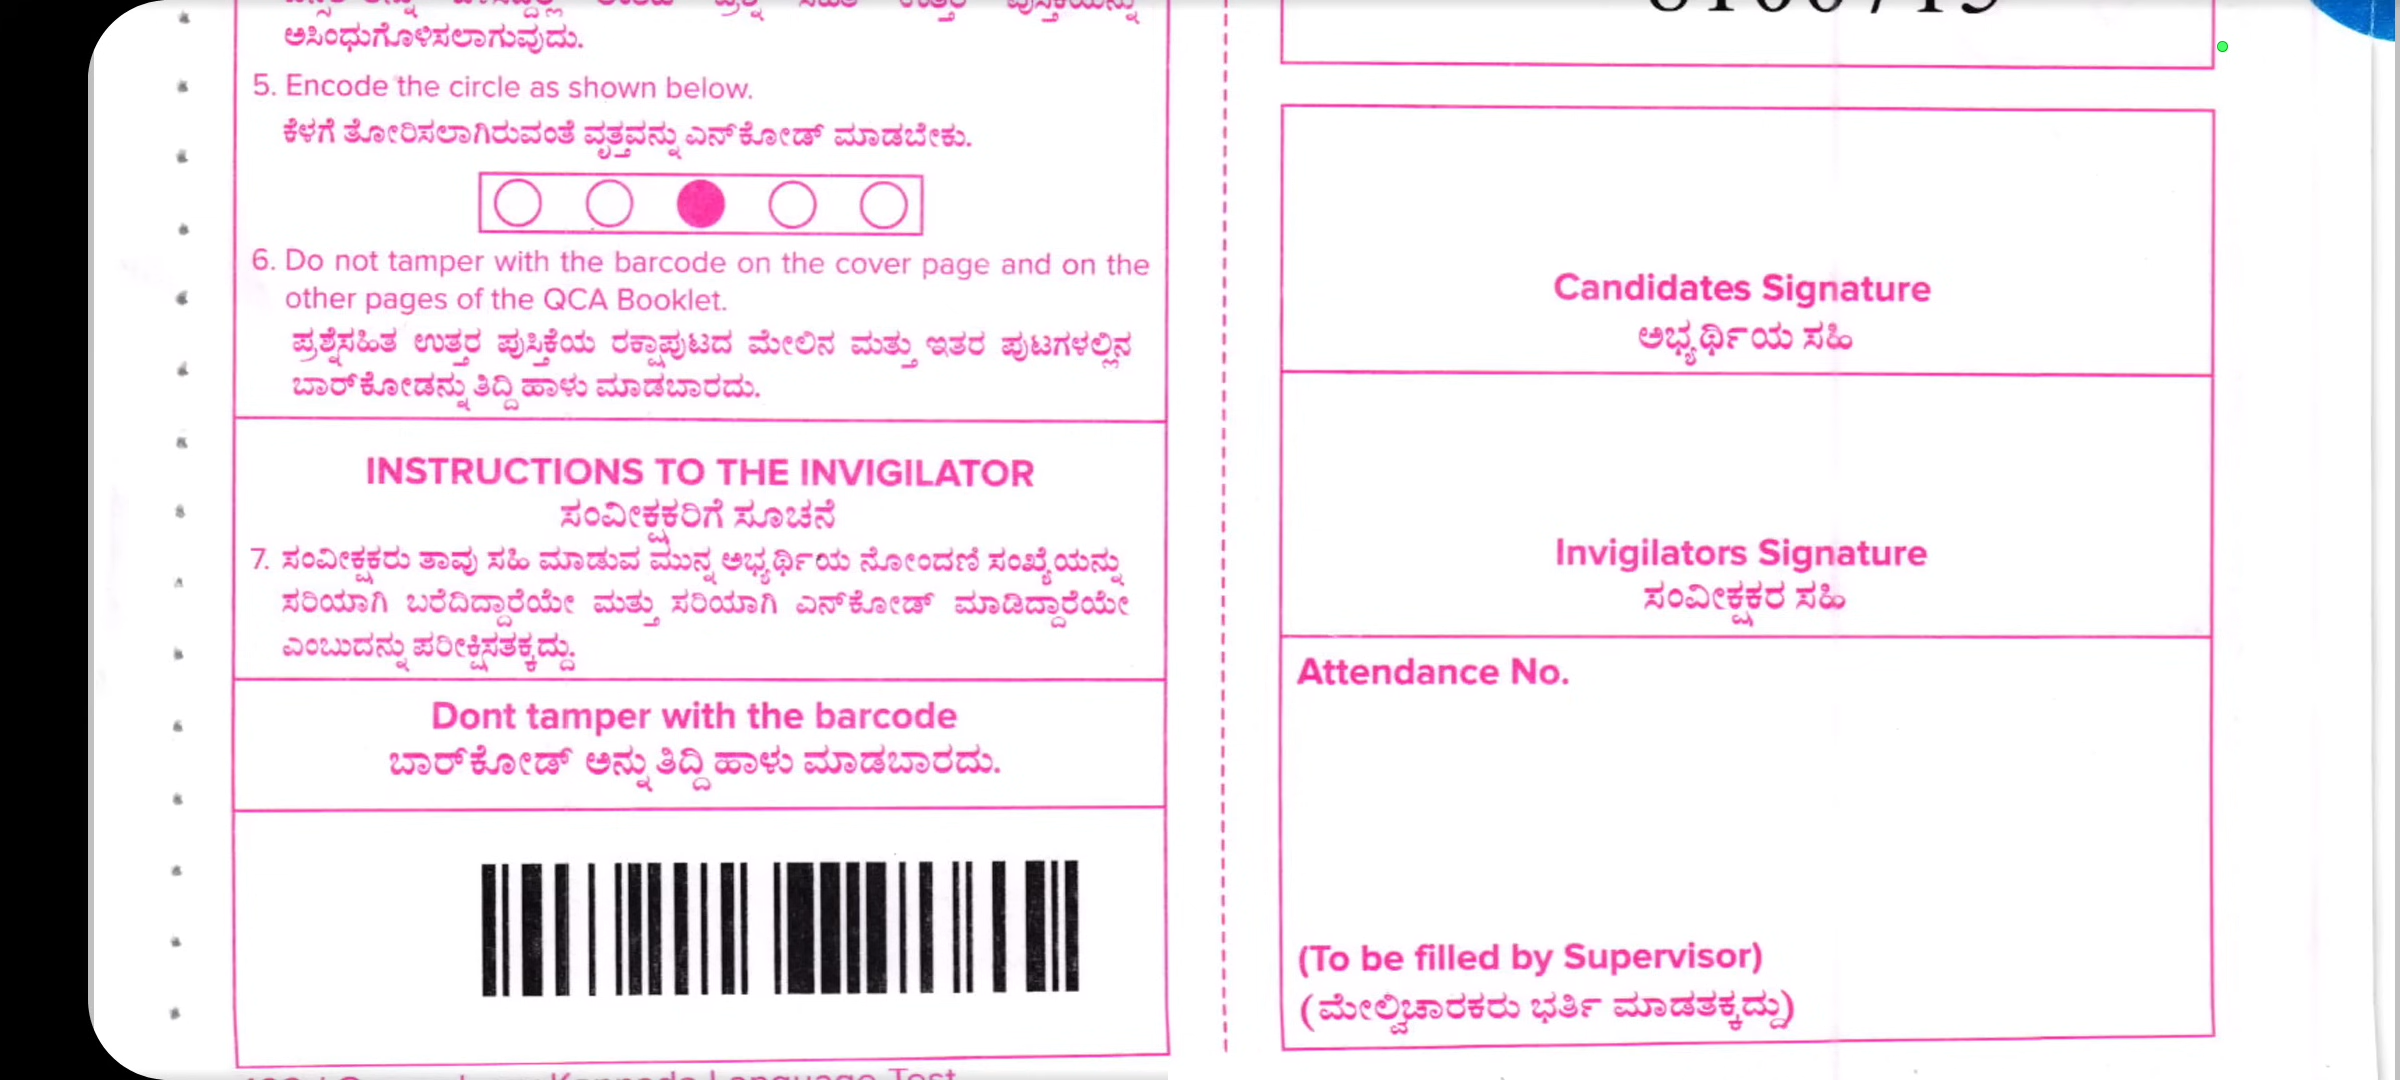 ಅಸಿಂಧುಗೊಳಿಸಲಾಗುವುದು.
5. Encode the circle as shown below.
ಕೆಳಗೆ ತೋರಿಸಲಾಗಿರುವಂತೆ ವೃತ್ತವನ್ನು ಎನ್‌ಕೋಡ್ ಮಾಡಬೇಕು.
6. Do not tamper with the barcode on the cover page and on the
other pages of the QCA Booklet.
ಪ್ರಶ್ನೆಸಹಿತ ಉತ್ತರ ಪುಸ್ತಿಕೆಯ ರಕ್ಷಾಪುಟದ ಮೇಲಿನ ಮತ್ತು ಇತರ ಪುಟಗಳಲ್ಲಿನ
ಬಾರ್‌ಕೋಡನ್ನು ತಿದ್ದಿ ಹಾಳು ಮಾಡಬಾರದು.
INSTRUCTIONS TO THE INVIGILATOR
ಸಂವೀಕ್ಷಕರಿಗೆ ಸೂಚನೆ
7. ಸಂವೀಕ್ಷಕರು ತಾವು ಸಹಿ ಮಾಡುವ ಮುನ್ನ ಅಭ್ಯರ್ಥಿಯ ನೋಂದಣಿ ಸಂಖ್ಯೆಯನ್ನು
ಸರಿಯಾಗಿ ಬರೆದಿದ್ದಾರೆಯೇ ಮತ್ತು ಸರಿಯಾಗಿ ಎನ್‌ಕೋಡ್ ಮಾಡಿದ್ದಾರೆಯೇ
ಎಂಬುದನ್ನು ಪರೀಕ್ಷಿಸತಕ್ಕದ್ದು.
Dont tamper with the barcode
ಬಾರ್‌ಕೋಡ್ ಅನ್ನು ತಿದ್ದಿ ಹಾಳು ಮಾಡಬಾರದು.
Kannada Language Test
Candidates Signature
ಅಭ್ಯರ್ಥಿಯ ಸಹಿ
Invigilators Signature
ಸಂವೀಕ್ಷಕರ ಸಹಿ
Attendance No.
(To be filled by Supervisor)
(ಮೇಲ್ವಿಚಾರಕರು ಭರ್ತಿ ಮಾಡತಕ್ಕದ್ದು)